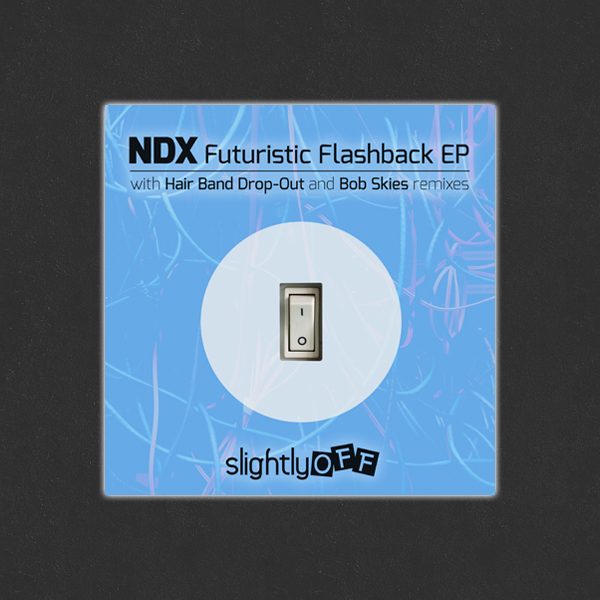 NDX Futuristic Flashback EP
with Hair Band Drop-Out and Bob Skies remixes
I
O
slightlyOFF